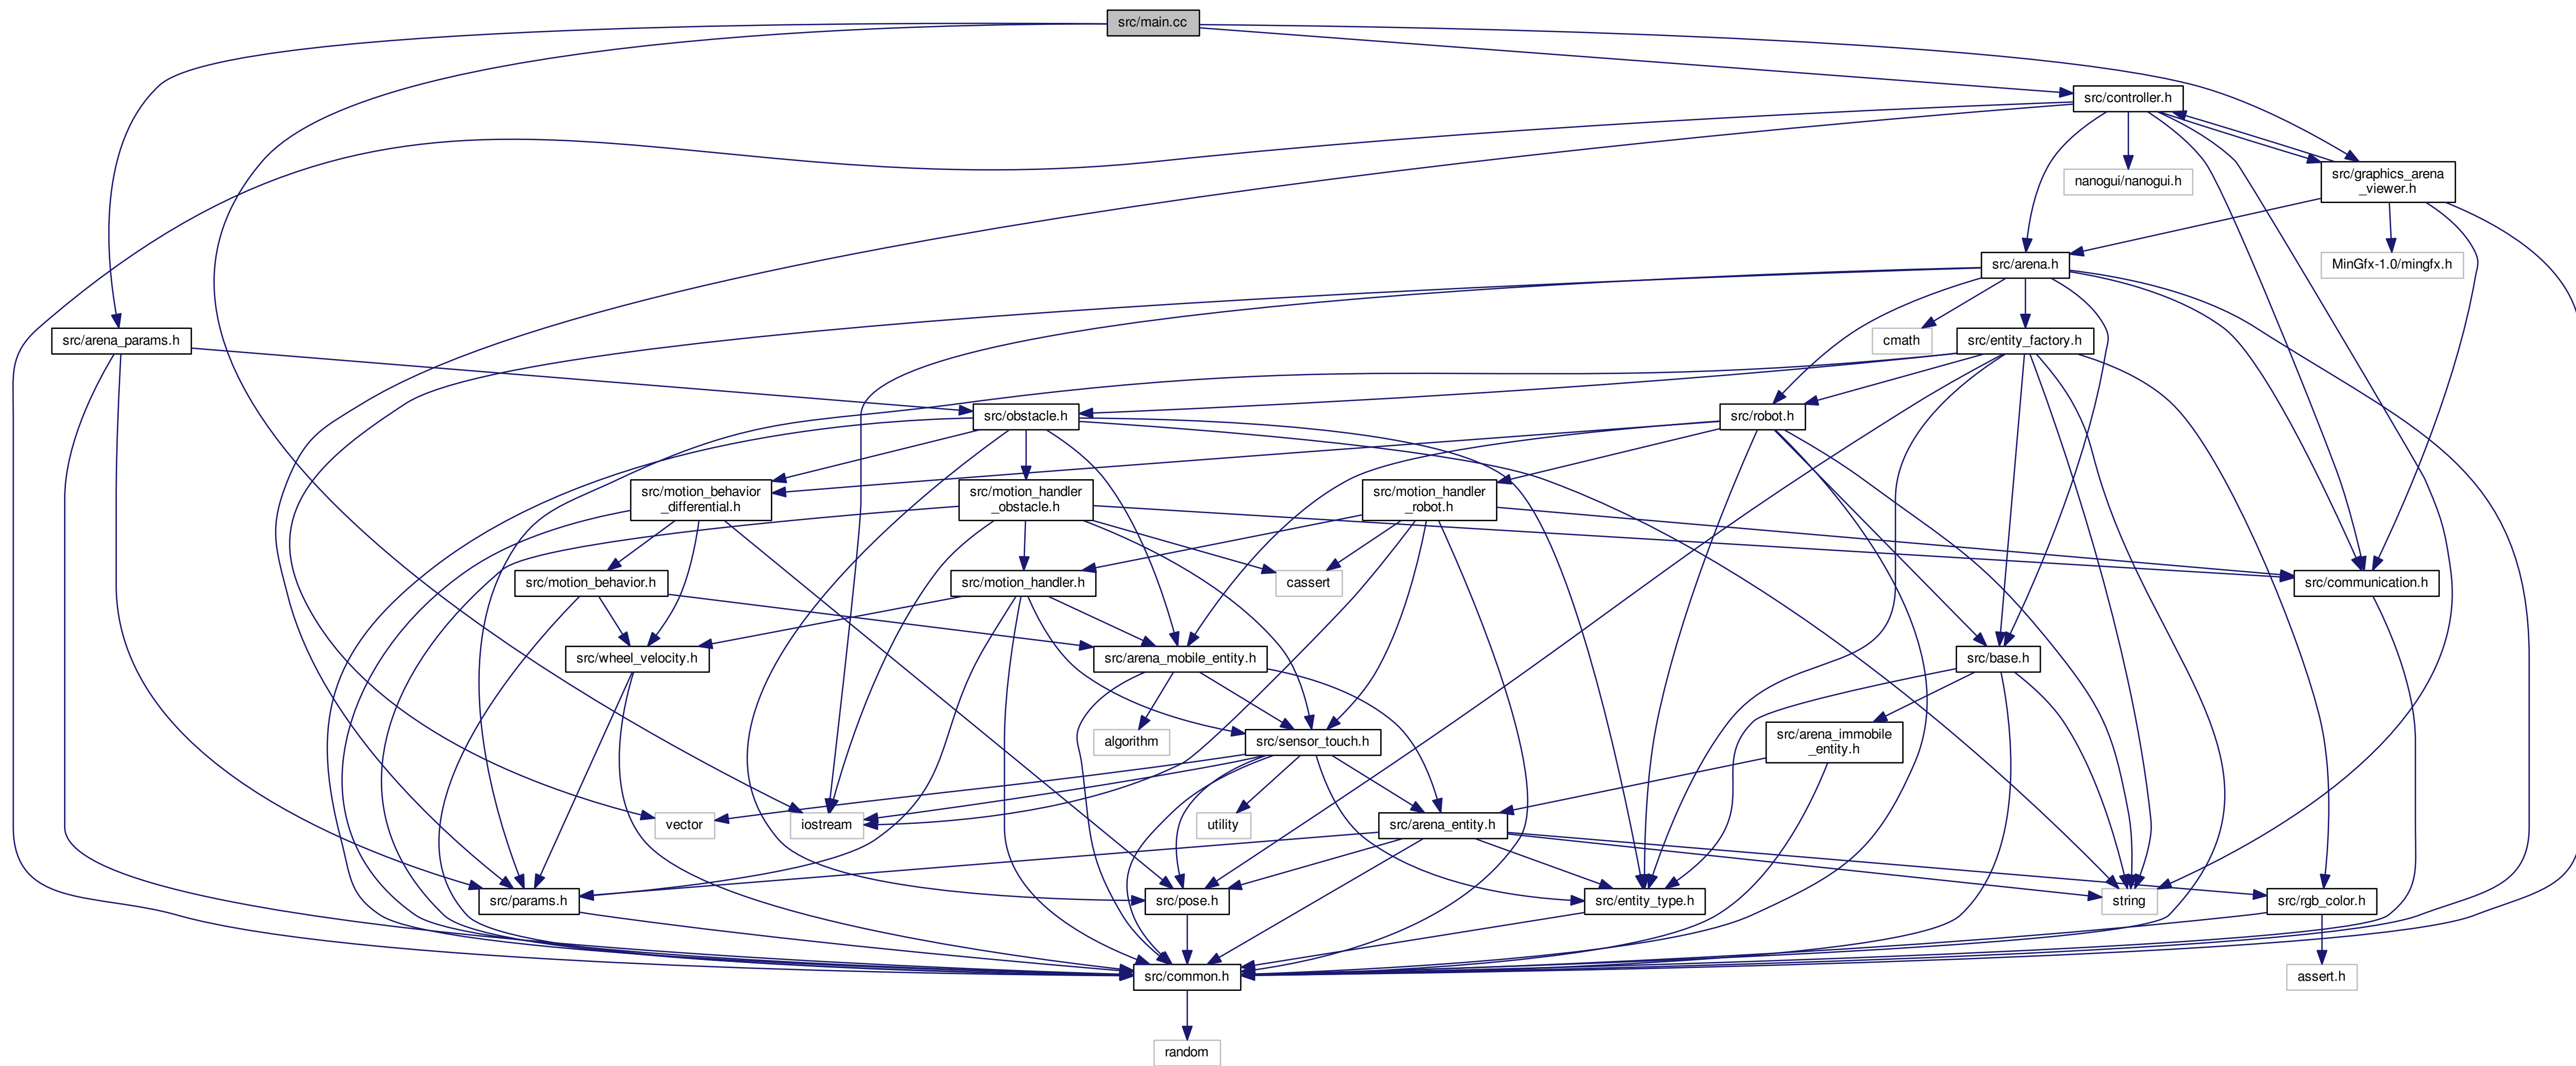 src/main.cc
src/controller.h
nanogui/nanogui.h
src/graphics_arena
_viewer.h
src/arena.h
MinGfx-1.0/mingfx.h
src/arena_params.h
cmath
src/entity_factory.h
src/obstacle.h
src/robot.h
src/motion_behavior
_differential.h
src/motion_handler
_obstacle.h
src/motion_handler
_robot.h
src/motion_behavior.h
src/motion_handler.h
cassert
src/communication.h
src/wheel_velocity.h
src/arena_mobile_entity.h
src/base.h
algorithm
src/sensor_touch.h
src/arena_immobile
_entity.h
vector
iostream
utility
src/arena_entity.h
src/params.h
src/pose.h
src/entity_type.h
string
src/rgb_color.h
src/common.h
assert.h
random